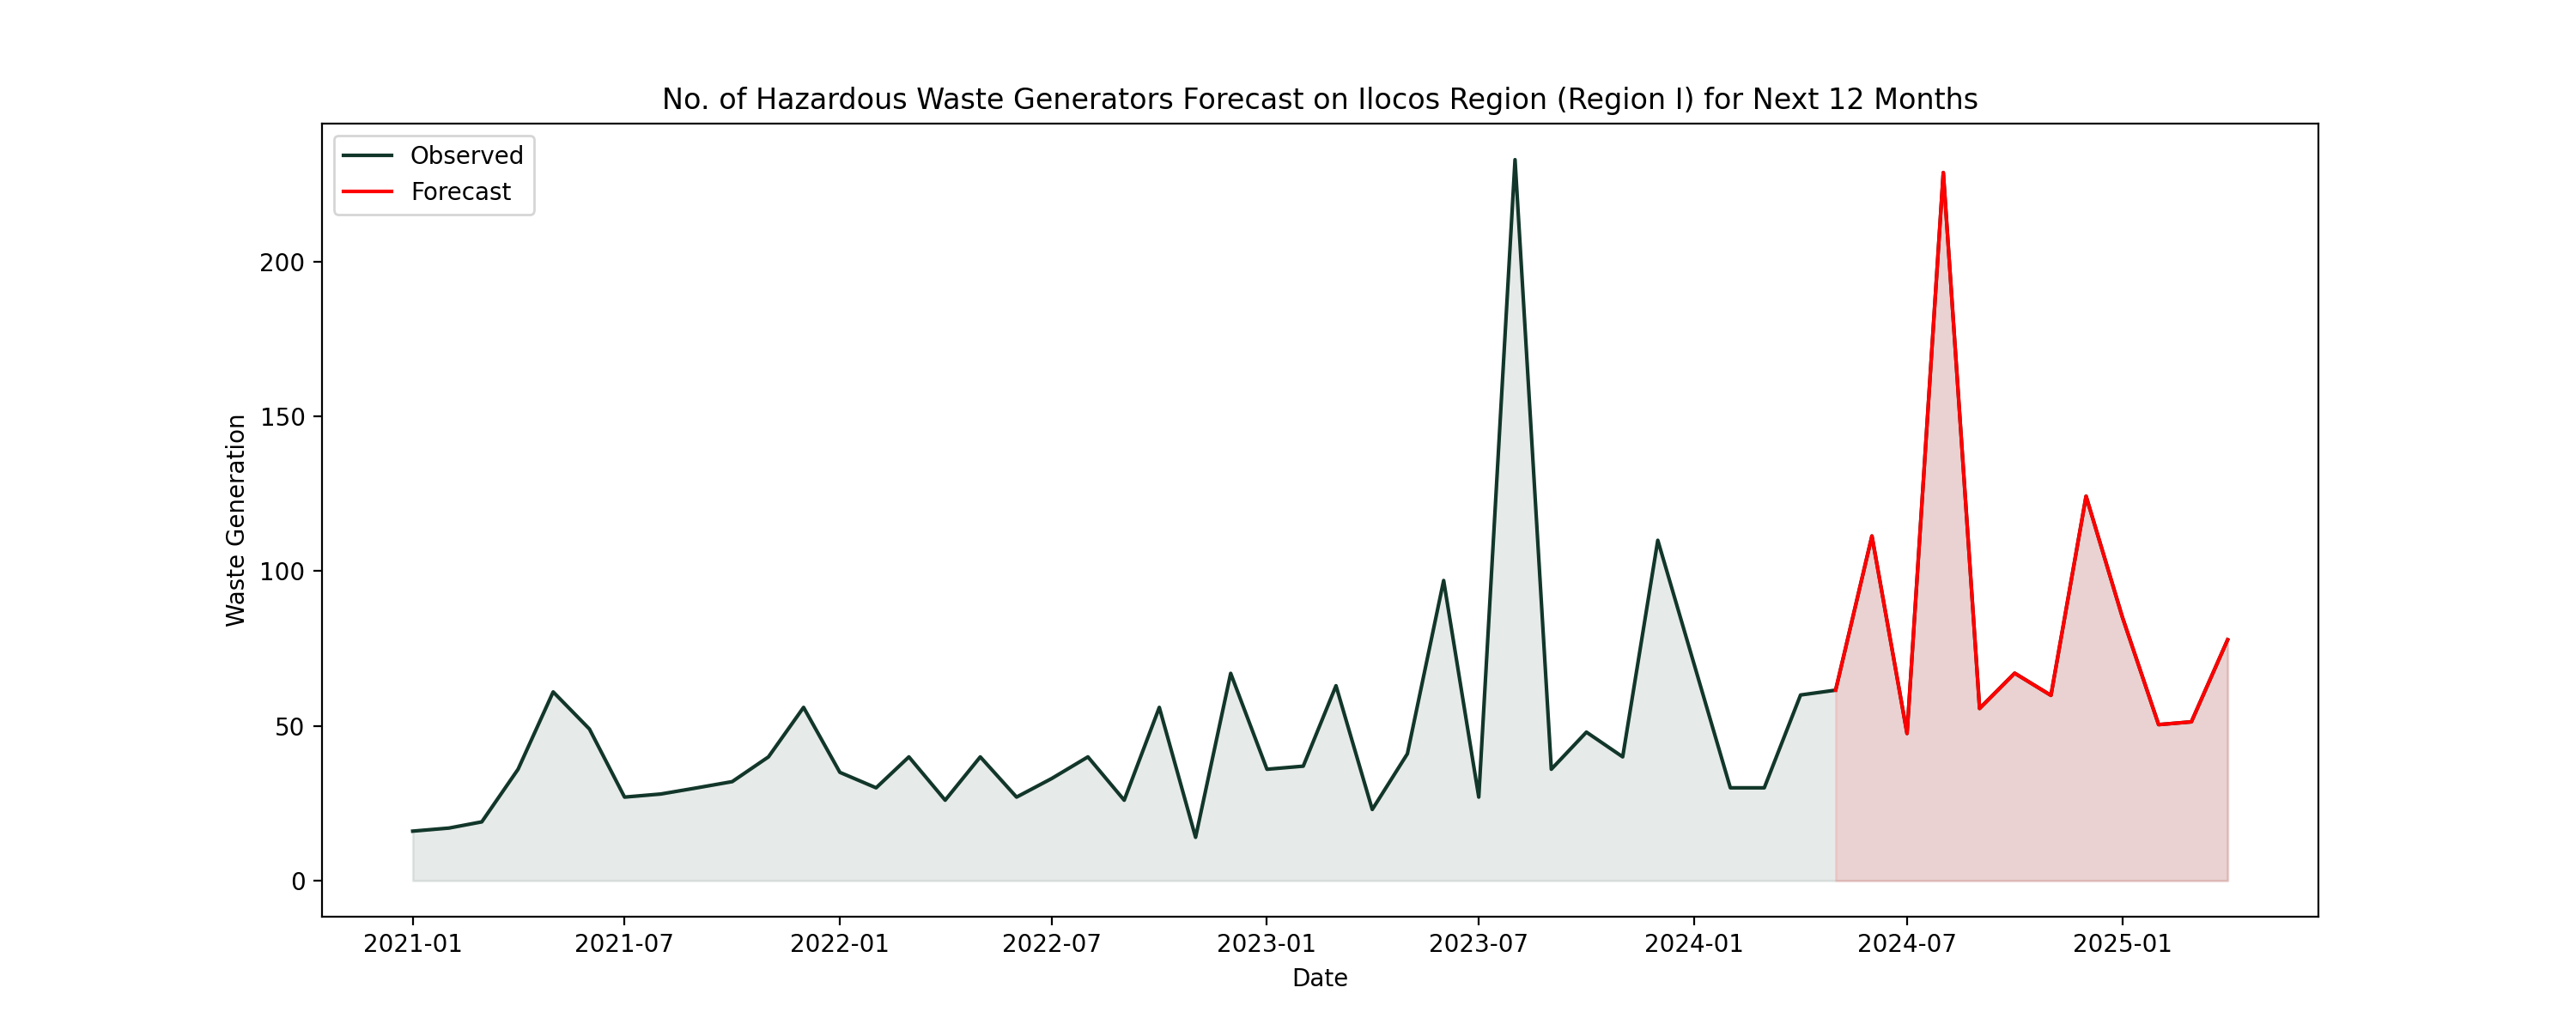 No. of Hazardous Waste Generators Forecast on Ilocos Region (Region I) for Next 12 Months
Observed
Forecast
200
150
100
50
0
Waste Generation
2021-01
2021-07
2022-01
2022-07
2023-01
2023-07
2024-01
2024-07
2025-01
Date